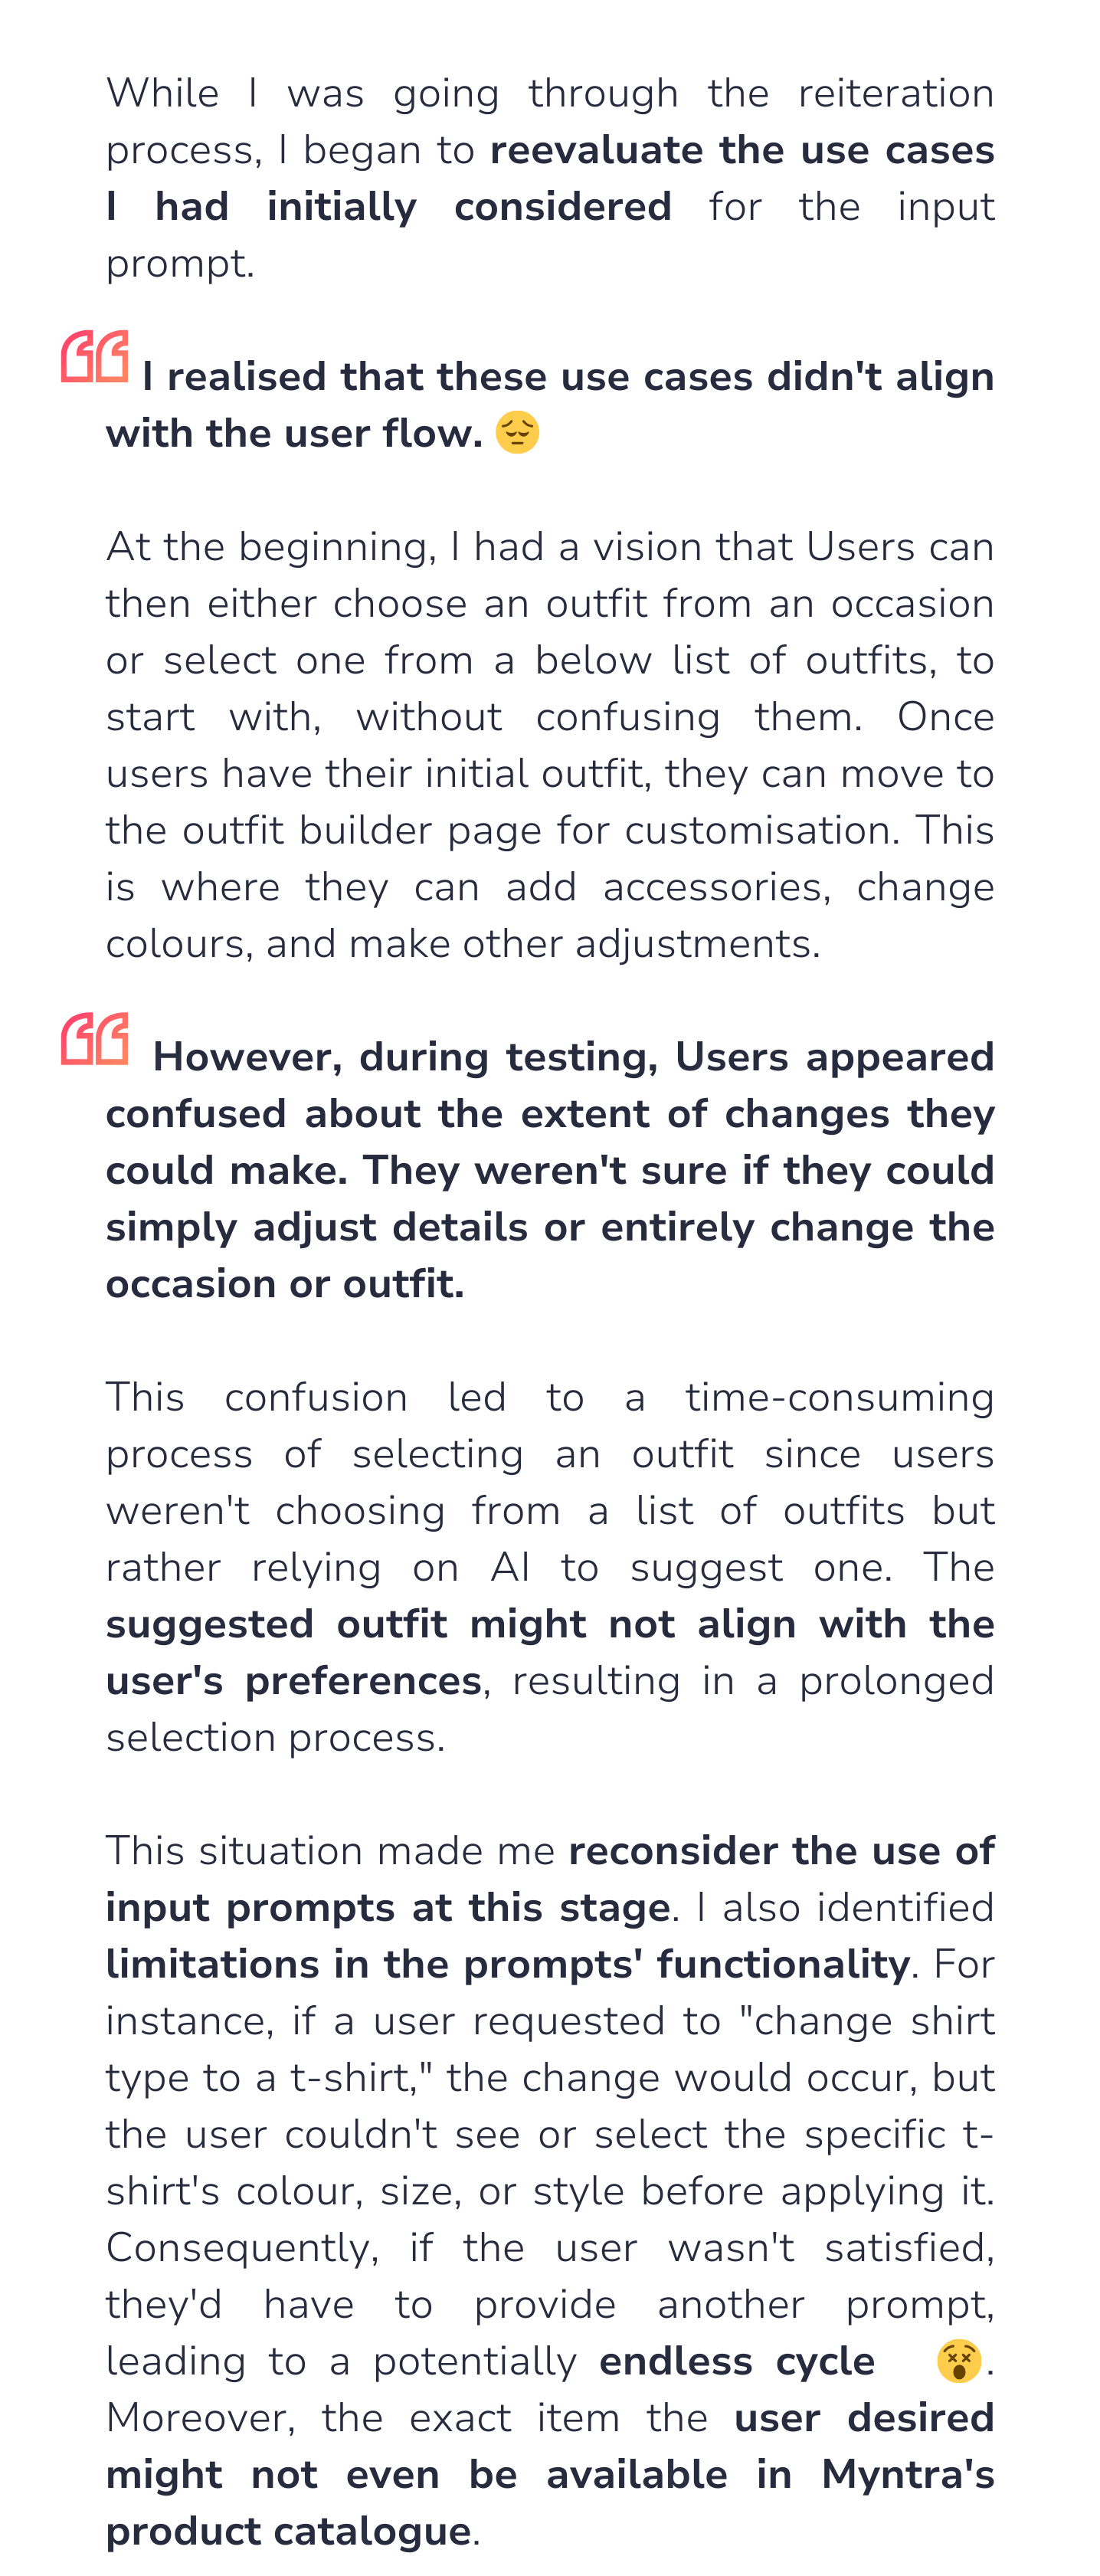 While I was going through the reiteration
process, I began to reevaluate the use cases
I had initially considered for the input
prompt.
I realised that these use cases didn't align
with the user flow. 😔
At the beginning, I had a vision that Users can
then either choose an outfit from an occasion
or select one from a below list of outfits, to
start with, without confusing them. Once
users have their initial outfit, they can move to
the outfit builder page for customisation. This
is where they can add accessories, change
colours, and make other adjustments.
However, during testing, Users appeared
confused about the extent of changes they
could make. They weren't sure if they could
simply adjust details or entirely change the
occasion or outfit.
This confusion led to a time-consuming
process of selecting an outfit since users
weren't choosing from a list of outfits but
rather relying on AI to suggest one. The
suggested outfit might not align with the
user's preferences, resulting in a prolonged
selection process.
This situation made me reconsider the use of
input prompts at this stage. I also identified
limitations in the prompts' functionality. For
instance, if a user requested to "change shirt
type to a t-shirt," the change would occur, but
the user couldn't see or select the specific t-
shirt's colour, size, or style before applying it.
Consequently, if the user wasn't satisfied,
they'd have to provide another prompt,
leading to a potentially endless cycle 😵.
Moreover, the exact item the user desired
might not even be available in Myntra's
product catalogue.